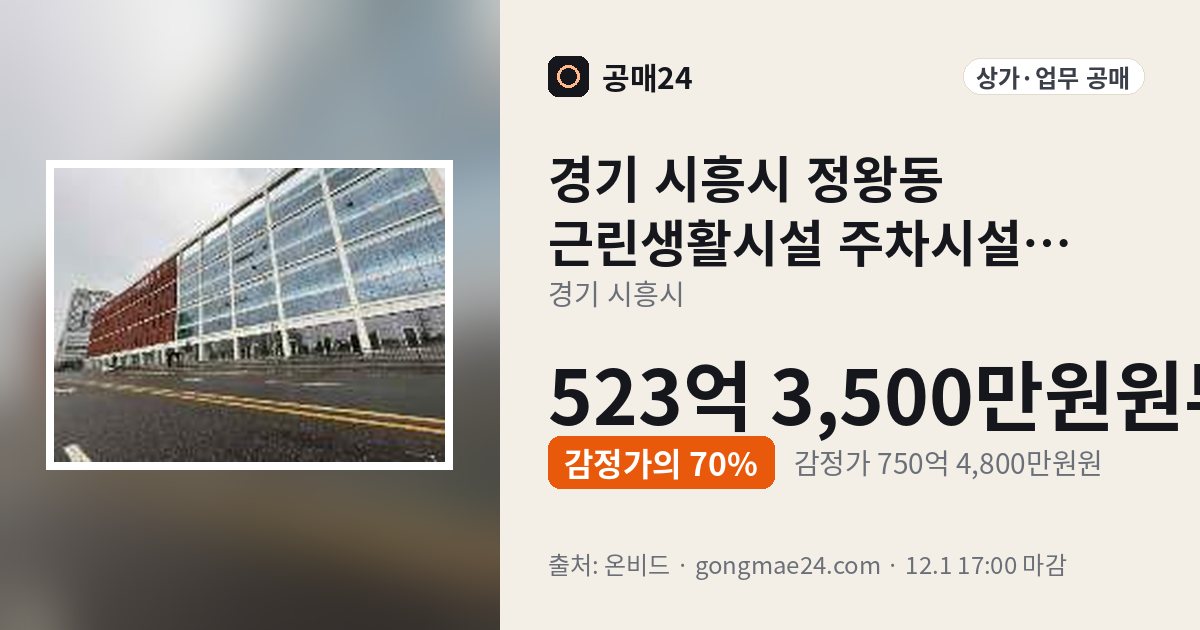 공매24
상가·업무 공매
경기 시흥시 정왕동
근린생활시설 주차시설…
경기 시흥시
523억 3,500만원원
감정가의 70%
감정가 750억 4,800만원원
출처: 온비드 · gongmae24.com · 12.1 17:00 마감